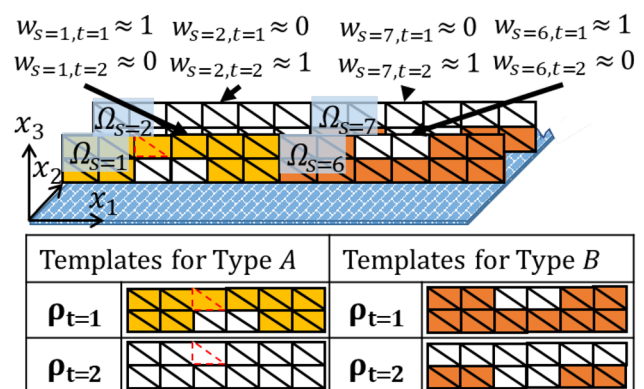 w_{s=1,t=1} ≈ 1 w_{s=2,t=1} ≈ 0 w_{s=7,t=1} ≈ 0 w_{s=6,t=1} ≈ 1
w_{s=1,t=2} ≈ 0 w_{s=2,t=2} ≈ 1 w_{s=7,t=2} ≈ 1 w_{s=6,t=2} ≈ 0
Ω_{s=2} Ω_{s=7}
x_3
Ω_{s=1} Ω_{s=6}
x_2
x_1
Templates for Type A Templates for Type B
ρ_{t=1} ρ_{t=1}
ρ_{t=2} ρ_{t=2}